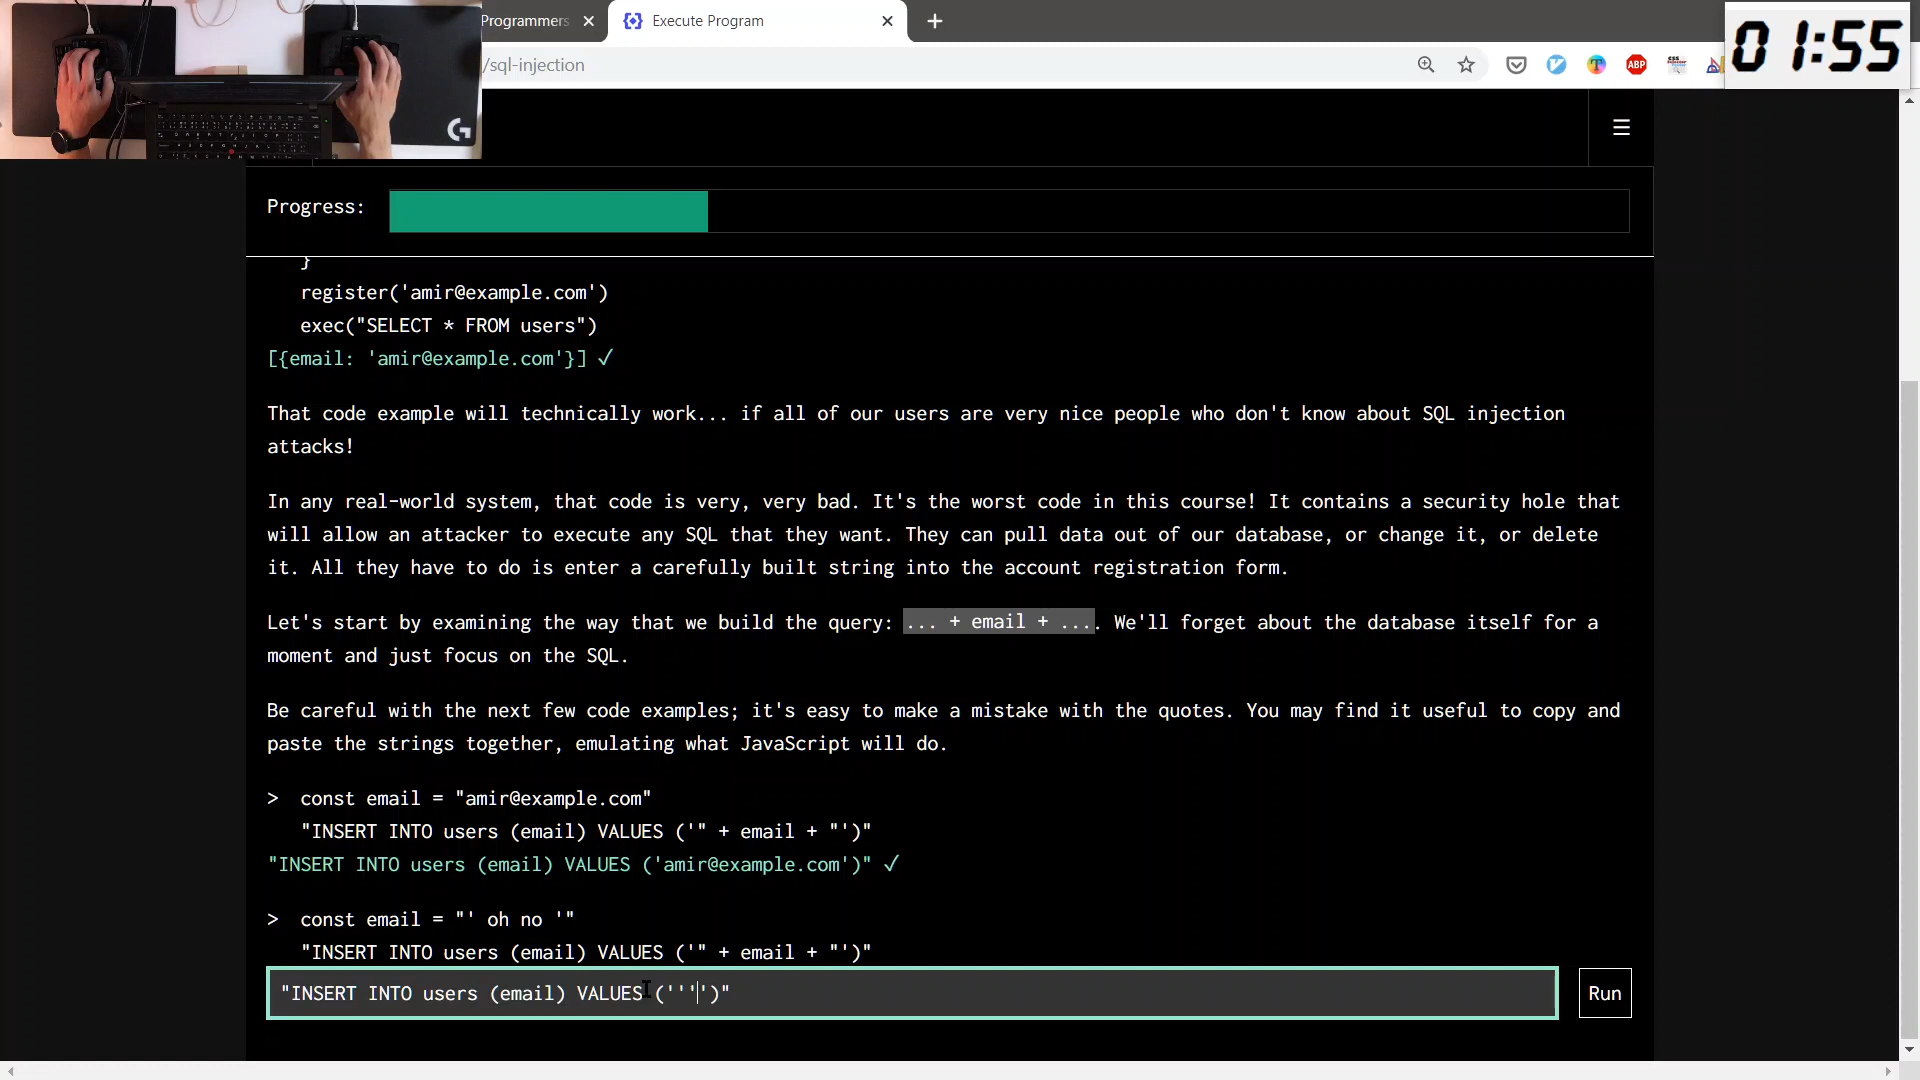 Programmers
Execute Program
/sql-injection
ABP
01:55
Progress:
}
register('amir@example.com')
exec("SELECT * FROM users")
[{email: 'amir@example.com'}] ✓
That code example will technically work... if all of our users are very nice people who don't know about SQL injection
attacks!
In any real-world system, that code is very, very bad. It's the worst code in this course! It contains a security hole that
will allow an attacker to execute any SQL that they want. They can pull data out of our database, or change it, or delete
it. All they have to do is enter a carefully built string into the account registration form.
Let's start by examining the way that we build the query: ... + email + .... We'll forget about the database itself for a
moment and just focus on the SQL.
Be careful with the next few code examples; it's easy to make a mistake with the quotes. You may find it useful to copy and
paste the strings together, emulating what JavaScript will do.
> const email = "amir@example.com"
"INSERT INTO users (email) VALUES ('" + email + "')"
"INSERT INTO users (email) VALUES ('amir@example.com')" ✓
> const email = "' oh no '"
"INSERT INTO users (email) VALUES ('" + email + "')"
"INSERT INTO users (email) VALUES ('''')"
Run